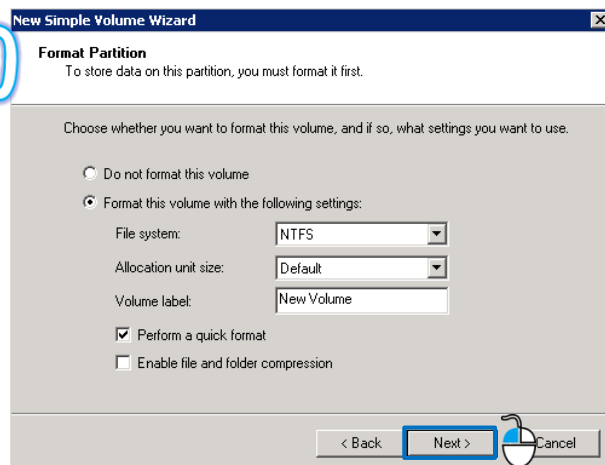 New Simple Volume Wizard
Format Partition
To store data on this partition, you must format it first.
Choose whether you want to format this volume, and if so, what settings you want to use.
Do not format this volume
Format this volume with the following settings:
File system: NTFS
Allocation unit size: Default
Volume label: New Volume
Perform a quick format
Enable file and folder compression
< Back Next > Cancel